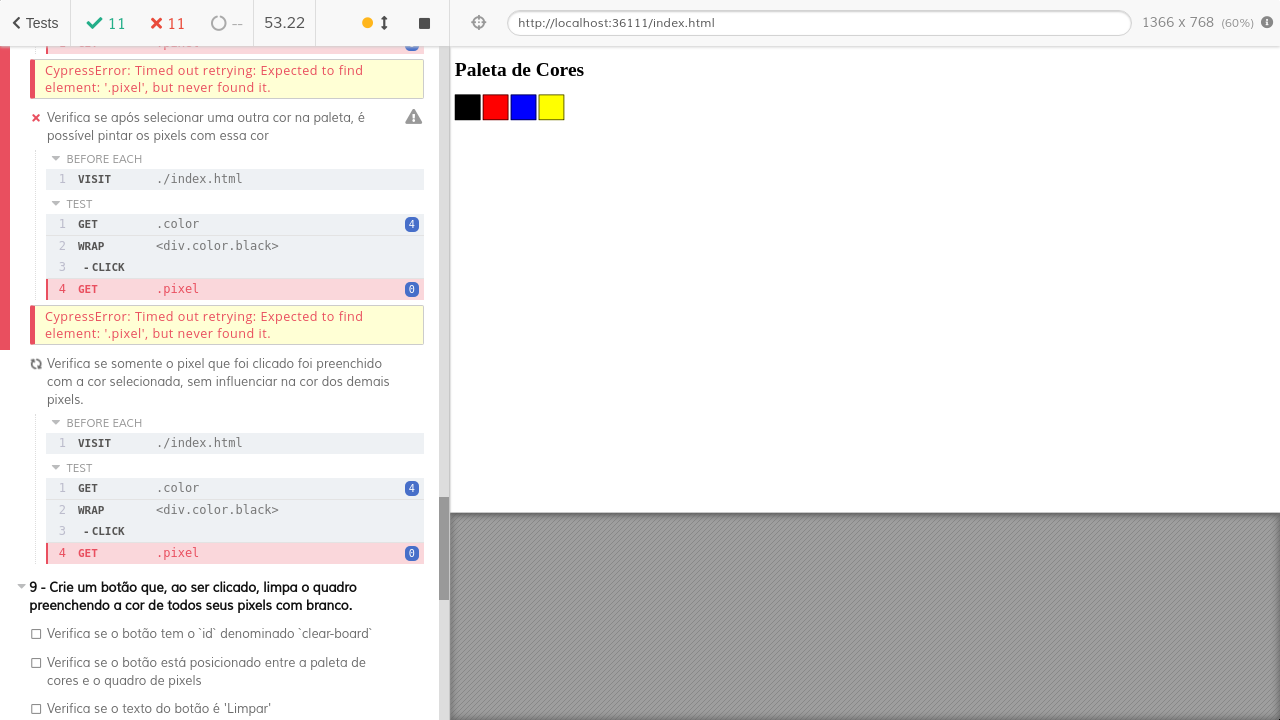 Tests
11
11
--
53.22
http://localhost:36111/index.html
1366 x 768 (60%)
CypressError: Timed out retrying: Expected to find
element: '.pixel', but never found it.
Verifica se após selecionar uma outra cor na paleta, é
possível pintar os pixels com essa cor
BEFORE EACH
1 VISIT ./index.html
TEST
1 GET .color 4
2 WRAP <div.color.black>
3 - CLICK
4 GET .pixel 0
CypressError: Timed out retrying: Expected to find
element: '.pixel', but never found it.
Verifica se somente o pixel que foi clicado foi preenchido
com a cor selecionada, sem influenciar na cor dos demais
pixels.
BEFORE EACH
1 VISIT ./index.html
TEST
1 GET .color 4
2 WRAP <div.color.black>
3 - CLICK
4 GET .pixel 0
9 - Crie um botão que, ao ser clicado, limpa o quadro
preenchendo a cor de todos seus pixels com branco.
Verifica se o botão tem o `id` denominado `clear-board`
Verifica se o botão está posicionado entre a paleta de
cores e o quadro de pixels
Verifica se o texto do botão é 'Limpar'
Paleta de Cores